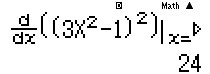 Math ▲
d/dx((3X²-1)²)|x=▷
24